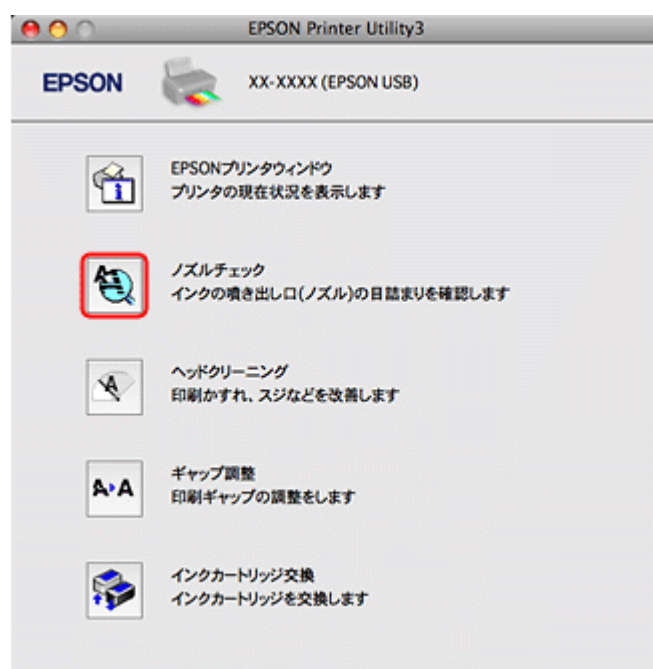 EPSON Printer Utility3
EPSON XX-XXXX (EPSON USB)
EPSONプリンタウィンドウ
プリンタの現在状況を表示します
ノズルチェック
インクの噴き出し口(ノズル)の目詰まりを確認します
ヘッドクリーニング
印刷かすれ、スジなどを改善します
ギャップ調整
印刷ギャップの調整をします
インクカートリッジ交換
インクカートリッジを交換します